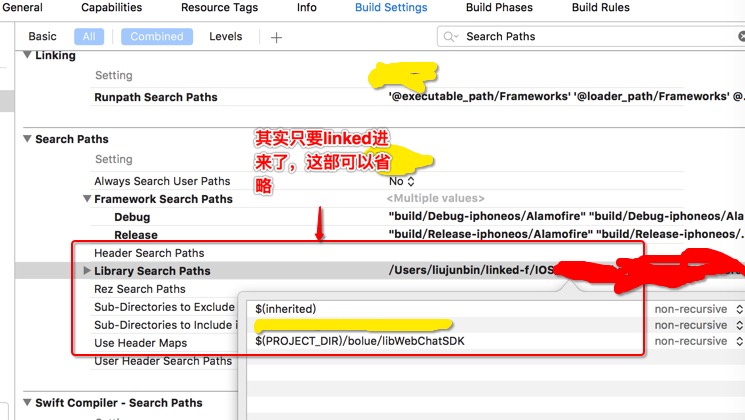 General Capabilities Resource Tags Info Build Settings Build Phases Build Rules
Basic All Combined Levels + Search Paths
Linking
Setting
Runpath Search Paths '@executable_path/Frameworks' '@loader_path/Frameworks' @.
Search Paths
其实只要linked进
来了，这部可以省
略
Setting
Always Search User Paths No
Framework Search Paths <Multiple values>
Debug "build/Debug-iphoneos/Alamofire" "build/Debug-iphoneos/Ala
Release "build/Release-iphoneos/Alamofire" "build/Release-iphoneos/.
Header Search Paths
Library Search Paths /Users/liujunbin/linked-f/IOS
Rez Search Paths
Sub-Directories to Exclude
Sub-Directories to Include i
Use Header Maps
User Header Search Paths
$(inherited) non-recursive
non-recursive
$(PROJECT_DIR)/bolue/libWebChatSDK non-recursive
Swift Compiler - Search Paths
Setting